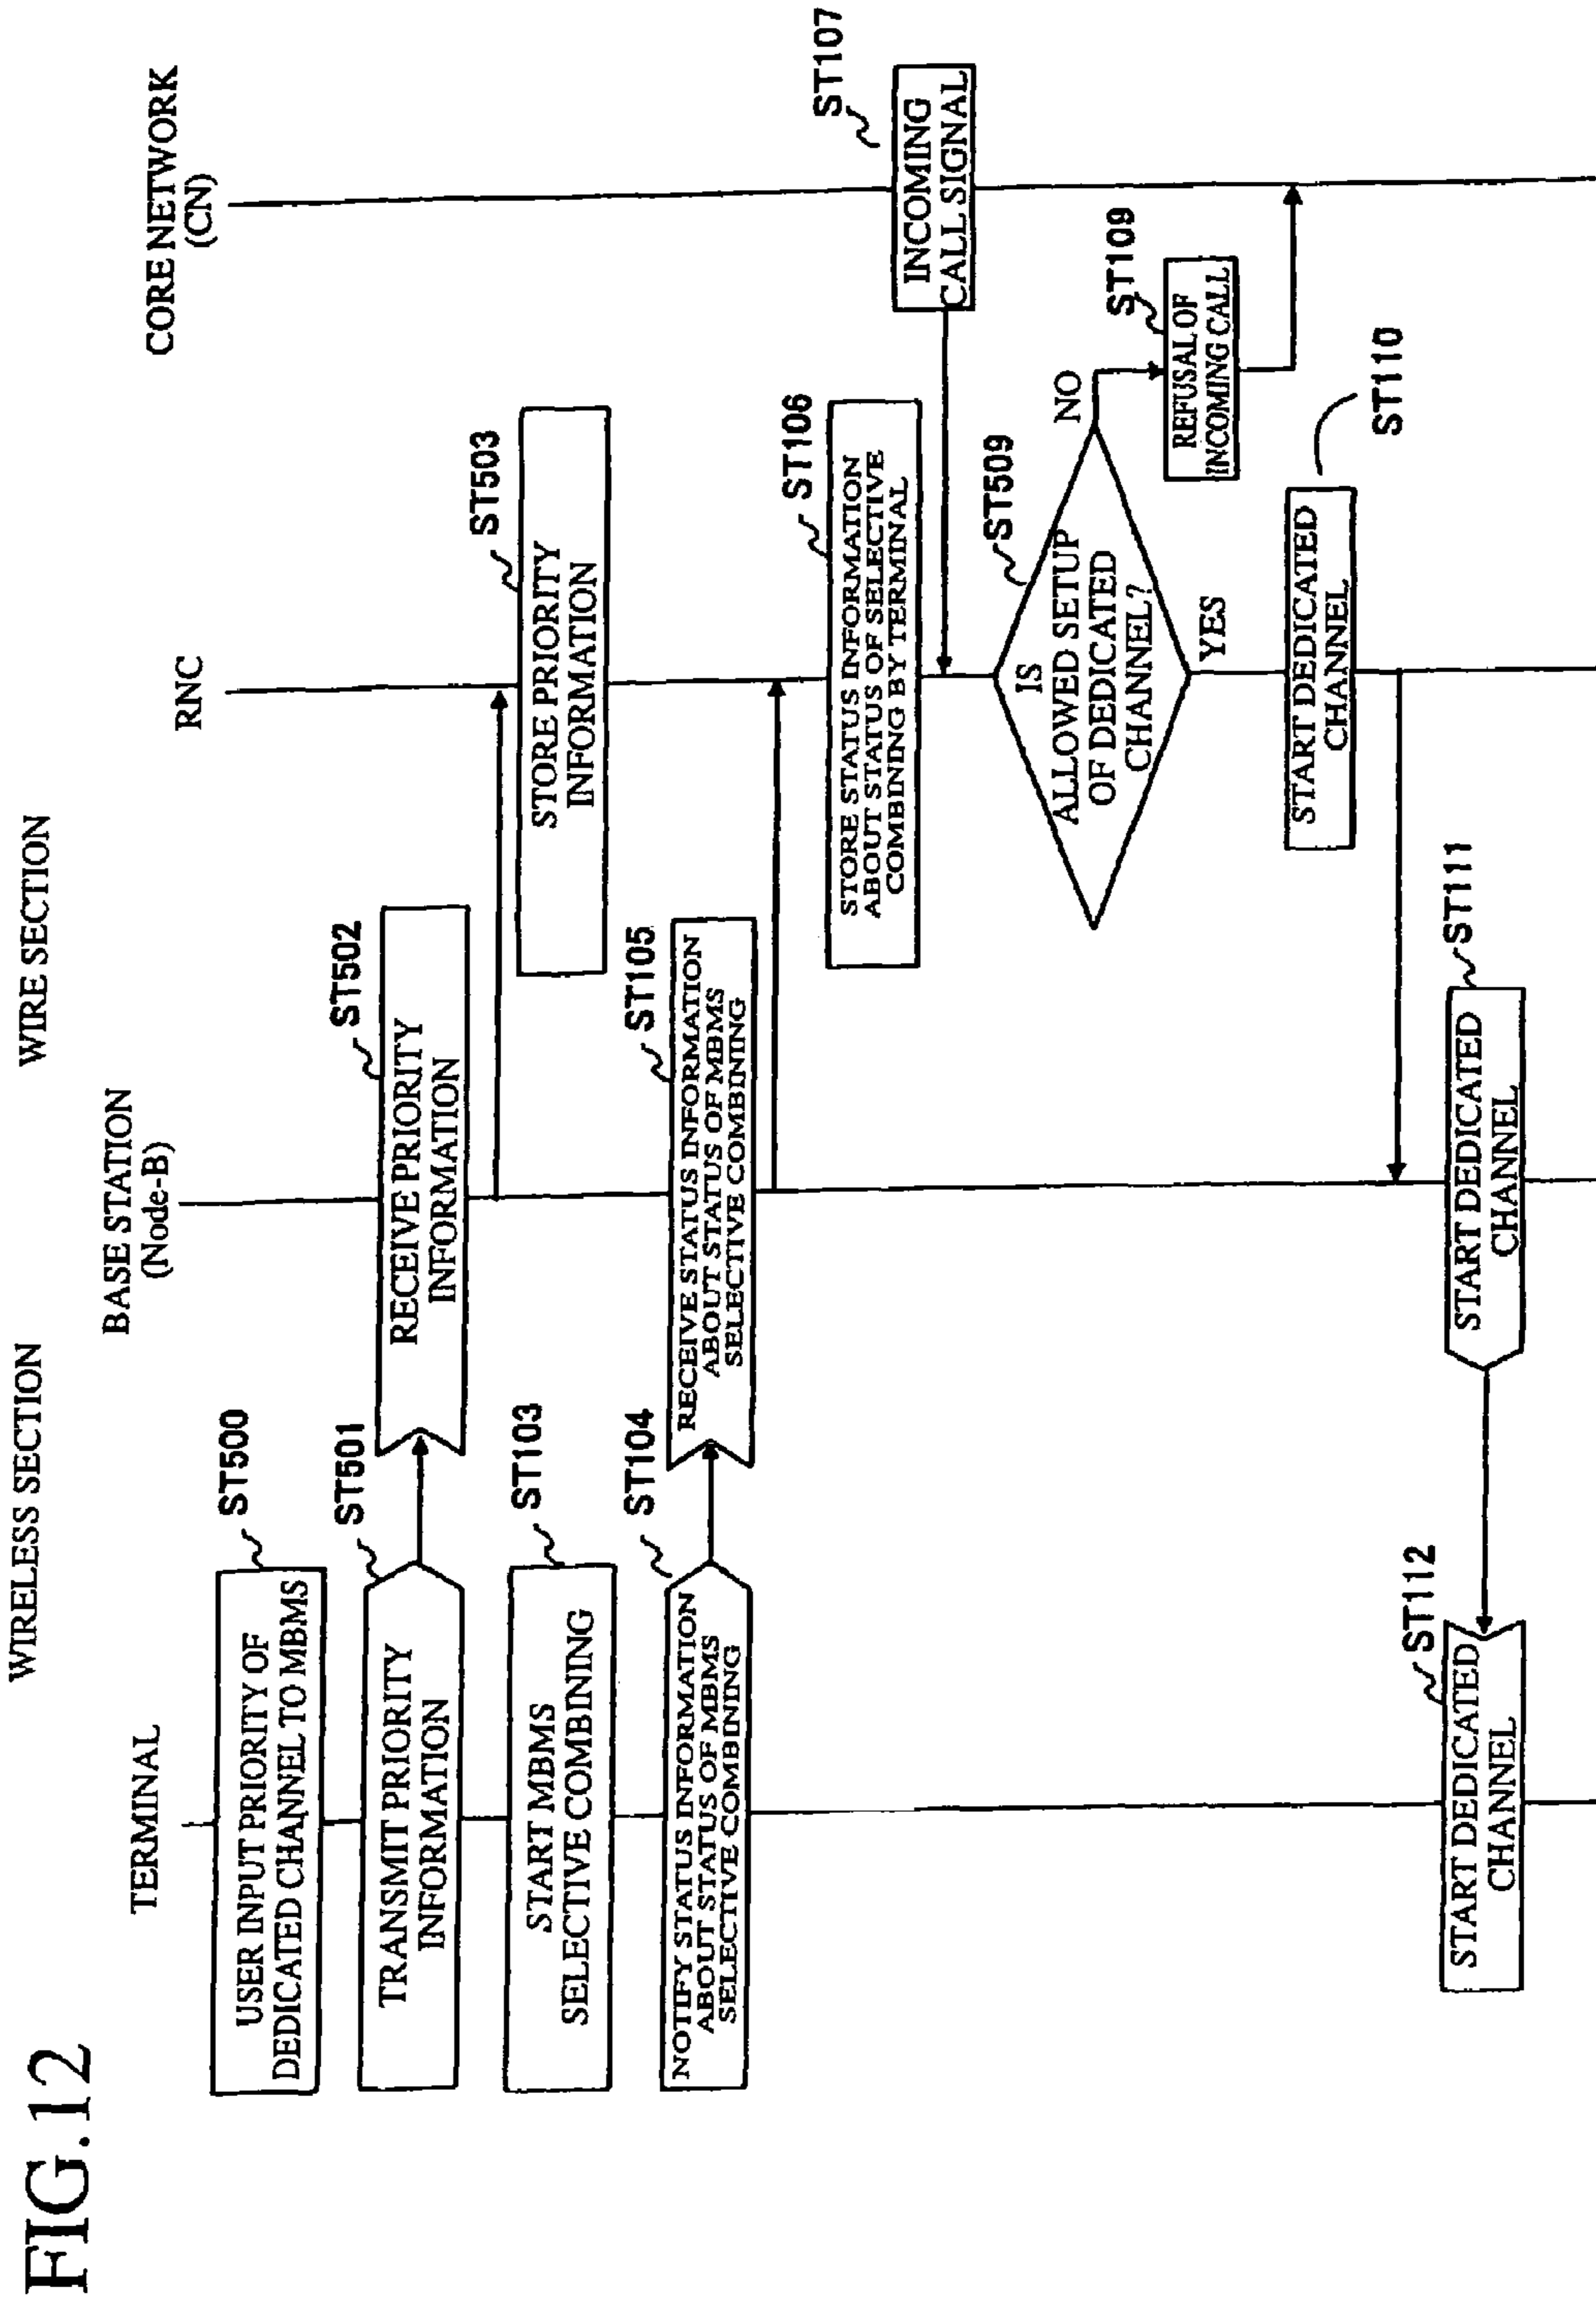 FIG.12
WIRELESS SECTION
WIRE SECTION
TERMINAL
BASE STATION
(Node-B)
RNC
CORE NETWORK
(CN)
ST500
USER INPUT PRIORITY OF
DEDICATED CHANNEL TO MBMS
ST501
TRANSMIT PRIORITY
INFORMATION
ST502
RECEIVE PRIORITY
INFORMATION
ST503
STORE PRIORITY
INFORMATION
ST103
START MBMS
SELECTIVE COMBINING
ST104
NOTIFY STATUS INFORMATION
ABOUT STATUS OF MBMS
SELECTIVE COMBINING
ST105
RECEIVE STATUS INFORMATION
ABOUT STATUS OF MBMS
SELECTIVE COMBINING
ST106
STORE STATUS INFORMATION
ABOUT STATUS OF SELECTIVE
COMBINING BY TERMINAL
ST107
INCOMING
CALL SIGNAL
ST509
IS
ALLOWED SETUP
OF DEDICATED
CHANNEL?
NO
YES
ST109
REFUSAL OF
INCOMING CALL
ST110
START DEDICATED
CHANNEL
ST111
START DEDICATED
CHANNEL
ST112
START DEDICATED
CHANNEL